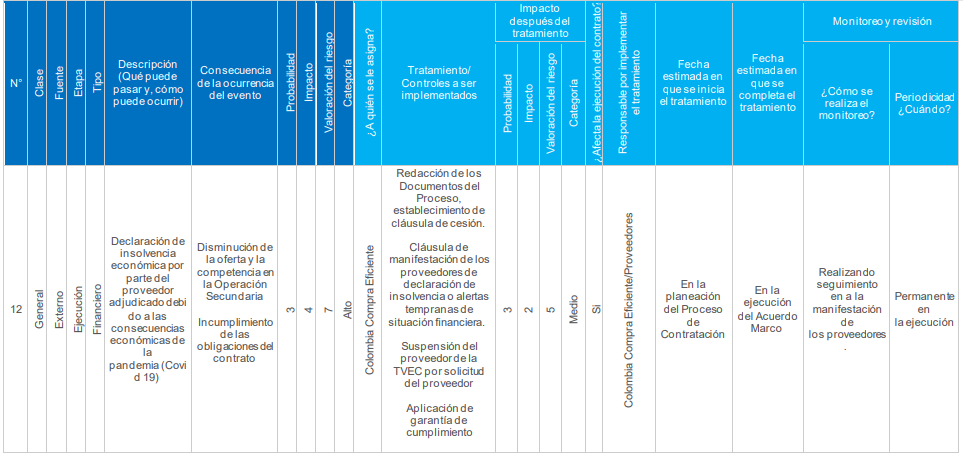 N°
Clase
Fuente
Etapa
Tipo
Descripción
(Qué puede
pasar y, cómo
puede ocurrir)
Consecuencia
de la ocurrencia
del evento
Probabilidad
Impacto
Valoración del riesgo
Categoría
¿A quién se le asigna?
Tratamiento/
Controles a ser
implementados
Impacto
después del
tratamiento
Probabilidad
Impacto
Valoración del riesgo
Categoría
¿Afecta la ejecución del contrato?
Responsable por implementar
el tratamiento
Fecha
estimada en
que se inicia
el tratamiento
Fecha
estimada en
que se
completa el
tratamiento
Monitoreo y revisión
¿Cómo se
realiza el
monitoreo?
Periodicidad
¿Cuándo?
12
General
Externo
Ejecución
Financiero
Declaración de
insolvencia
económica por
parte del
proveedor
adjudicado debi
do a las
consecuencias
económicas de
la
pandemia (Covi
d 19)
Disminución de
la oferta y la
competencia en
la Operación
Secundaria
Incumplimiento
de las
obligaciones del
contrato
3
4
7
Alto
Colombia Compra Eficiente
Redacción de los
Documentos del
Proceso,
establecimiento de
cláusula de cesión.
Cláusula de
manifestación de los
proveedores de
declaración de
insolvencia o alertas
tempranas de
situación financiera.
Suspensión del
proveedor de la
TVEC por solicitud
del proveedor
Aplicación de
garantía de
cumplimiento
3
2
5
Medio
Si
Colombia Compra Eficiente/Proveedores
En la
planeación
del Proceso
de
Contratación
En la
ejecución
del Acuerdo
Marco
Realizando
seguimiento
en a la
manifestación
de
los proveedores
.
Permanente
en
la ejecución